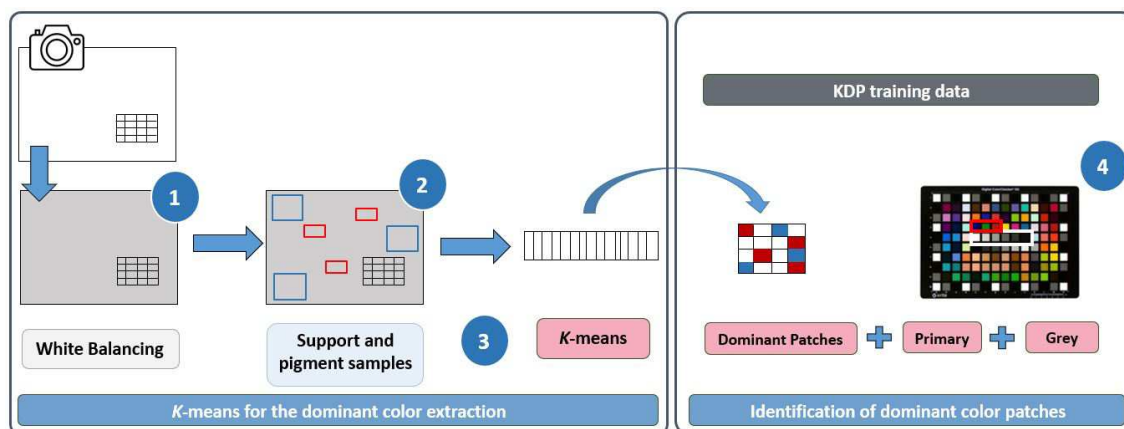 KDP training data
1
2
4
3
White Balancing
Support and
pigment samples
K-means
Dominant Patches
Primary
Grey
K-means for the dominant color extraction
Identification of dominant color patches